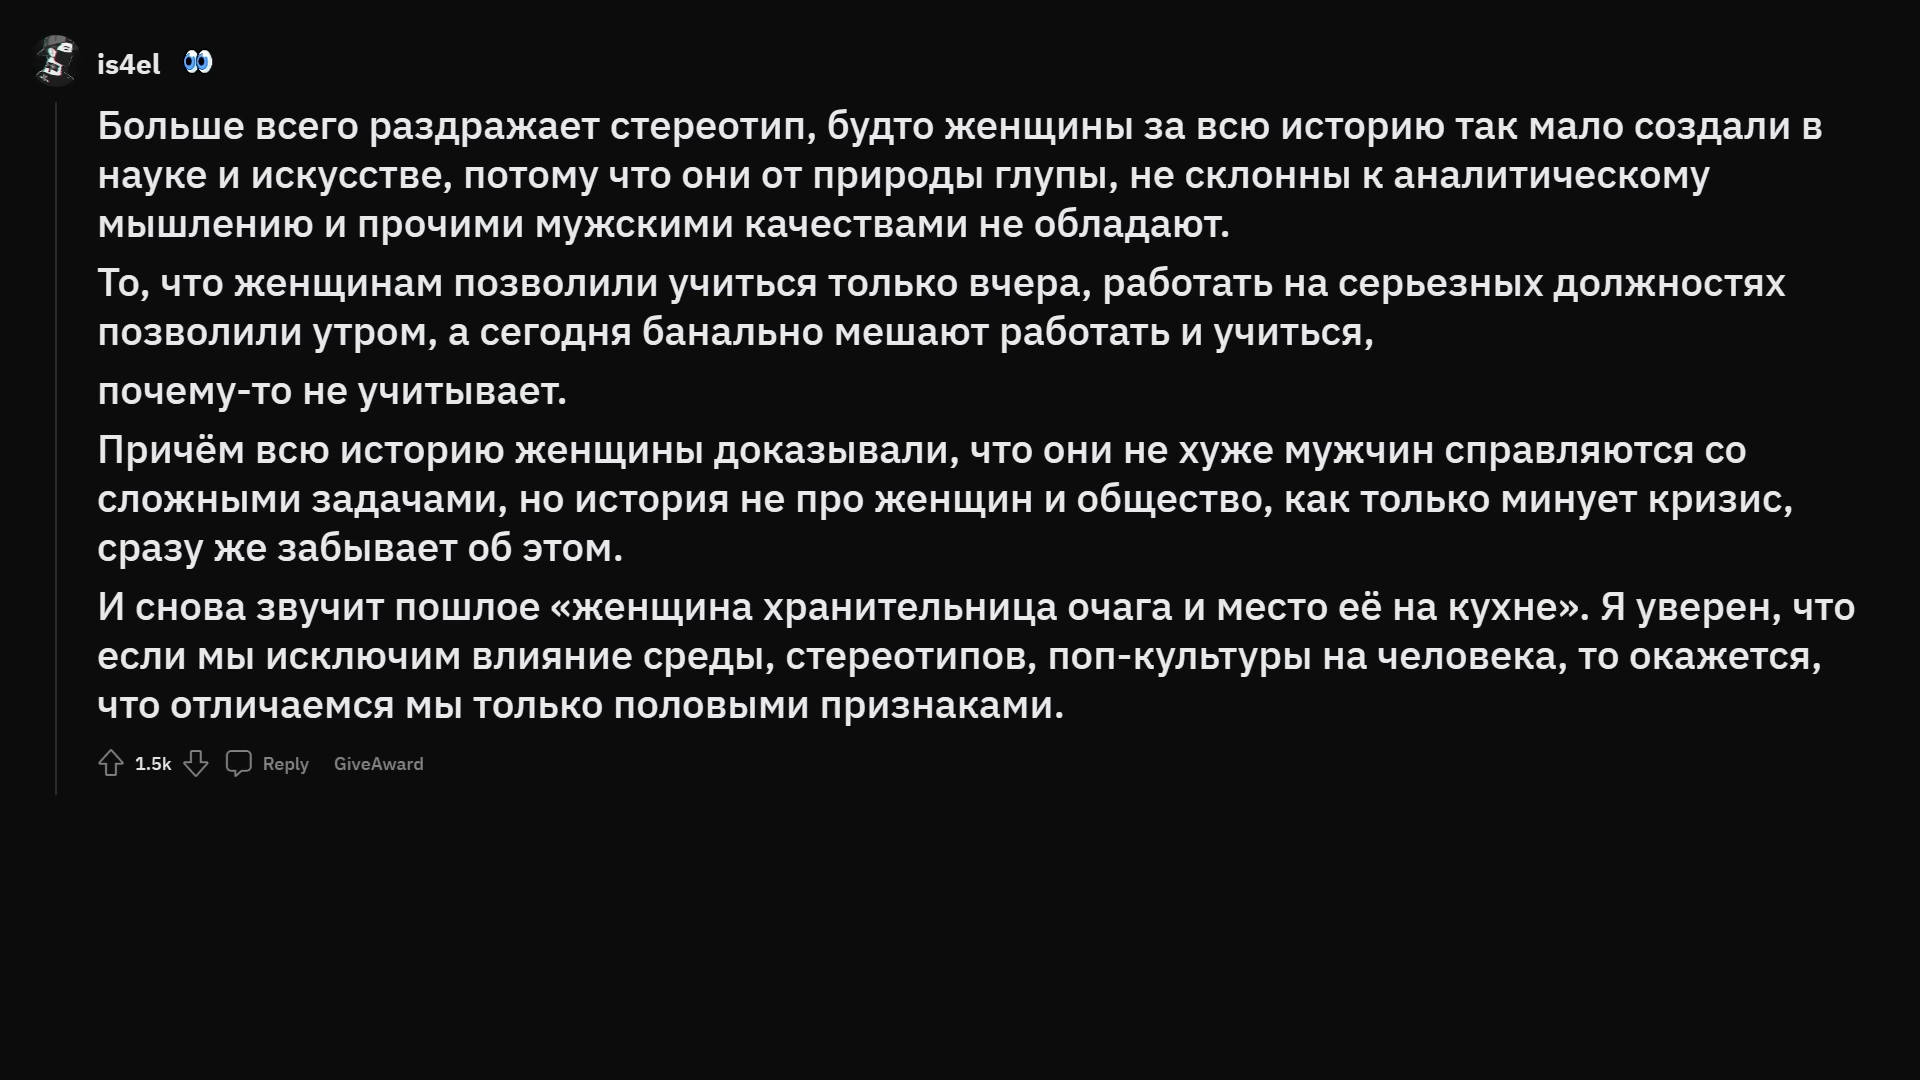 is4el 👀
Больше всего раздражает стереотип, будто женщины за всю историю так мало создали в
науке и искусстве, потому что они от природы глупы, не склонны к аналитическому
мышлению и прочими мужскими качествами не обладают.
То, что женщинам позволили учиться только вчера, работать на серьезных должностях
позволили утром, а сегодня банально мешают работать и учиться,
почему-то не учитывает.
Причём всю историю женщины доказывали, что они не хуже мужчин справляются со
сложными задачами, но история не про женщин и общество, как только минует кризис,
сразу же забывает об этом.
И снова звучит пошлое «женщина хранительница очага и место её на кухне». Я уверен, что
если мы исключим влияние среды, стереотипов, поп-культуры на человека, то окажется,
что отличаемся мы только половыми признаками.
1.5k Reply GiveAward